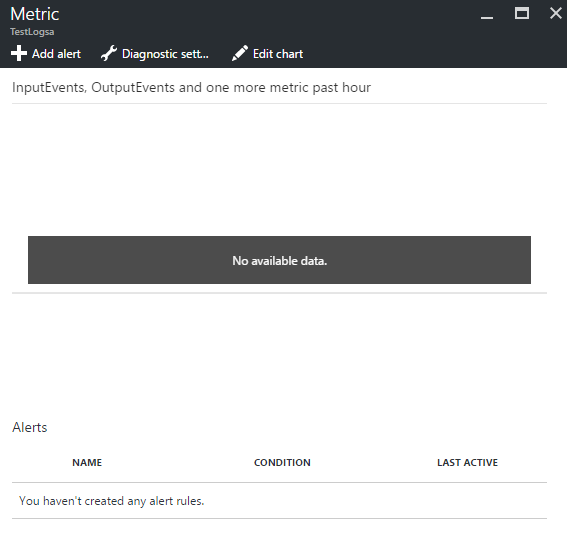 Metric
TestLogsa
Add alert Diagnostic sett... Edit chart
InputEvents, OutputEvents and one more metric past hour
No available data.
Alerts
NAME CONDITION LAST ACTIVE
You haven't created any alert rules.